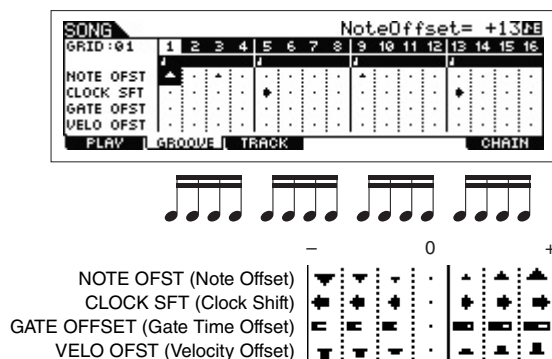 SONG NoteOffset= +13
GRID:01 1 2 3 4 5 6 7 8 9 10 11 12 13 14 15 16
NOTE OFST
CLOCK SFT
GATE OFST
VELO OFST
PLAY GROOVE TRACK CHAIN
– 0 +
NOTE OFST (Note Offset)
CLOCK SFT (Clock Shift)
GATE OFFSET (Gate Time Offset)
VELO OFST (Velocity Offset)